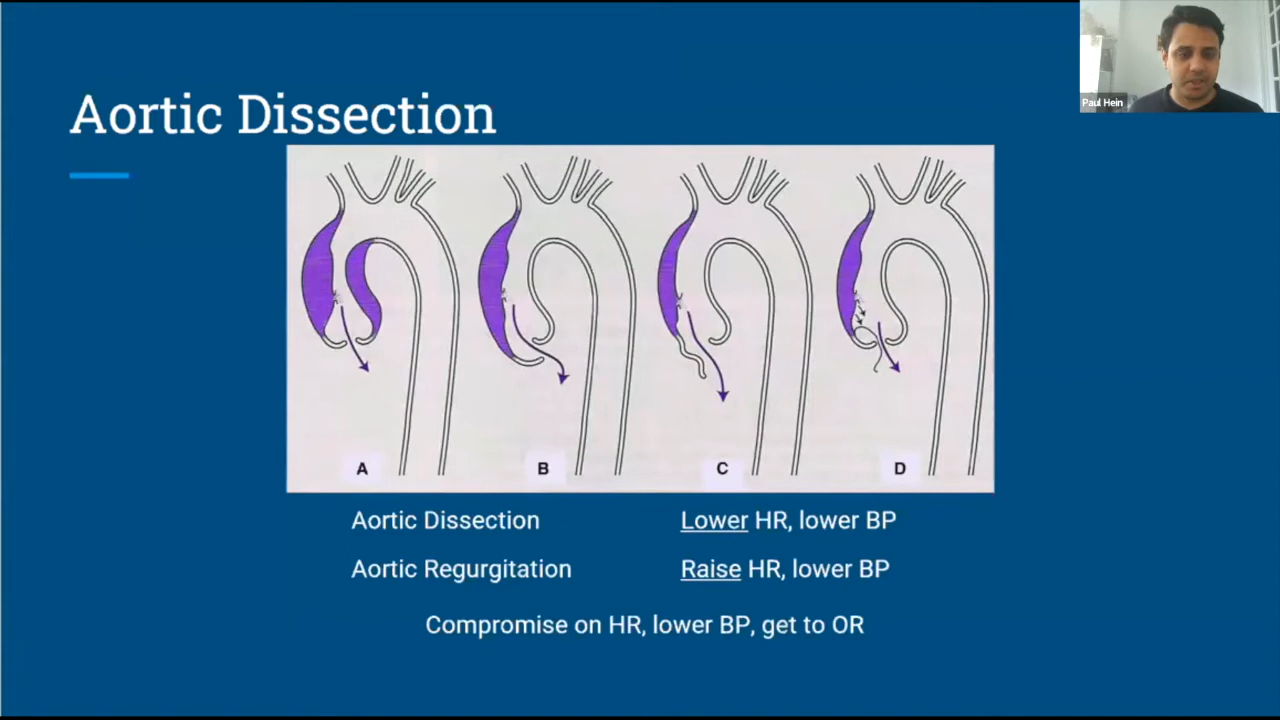 Paul Hein
Aortic Dissection
A B C D
Aortic Dissection Lower HR, lower BP
Aortic Regurgitation Raise HR, lower BP
Compromise on HR, lower BP, get to OR